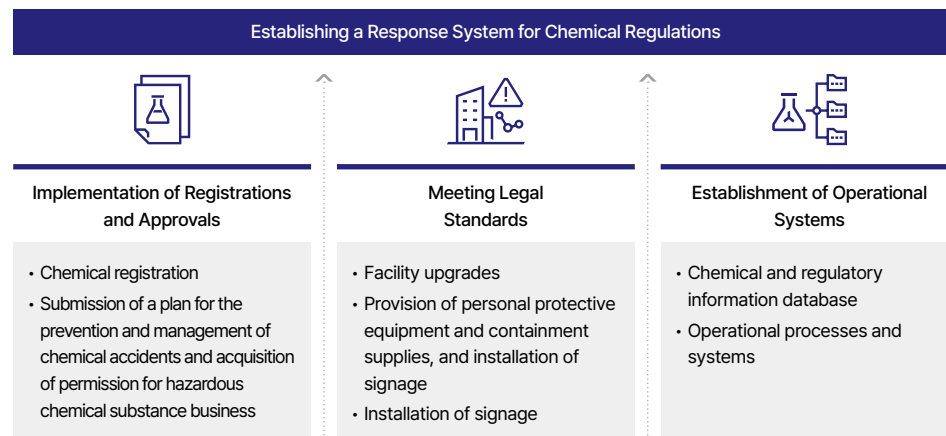 Establishing a Response System for Chemical Regulations
Implementation of Registrations
and Approvals
• Chemical registration
• Submission of a plan for the
prevention and management of
chemical accidents and acquisition
of permission for hazardous
chemical substance business
Meeting Legal
Standards
• Facility upgrades
• Provision of personal protective
equipment and containment
supplies, and installation of
signage
• Installation of signage
Establishment of Operational
Systems
• Chemical and regulatory
information database
• Operational processes and
systems